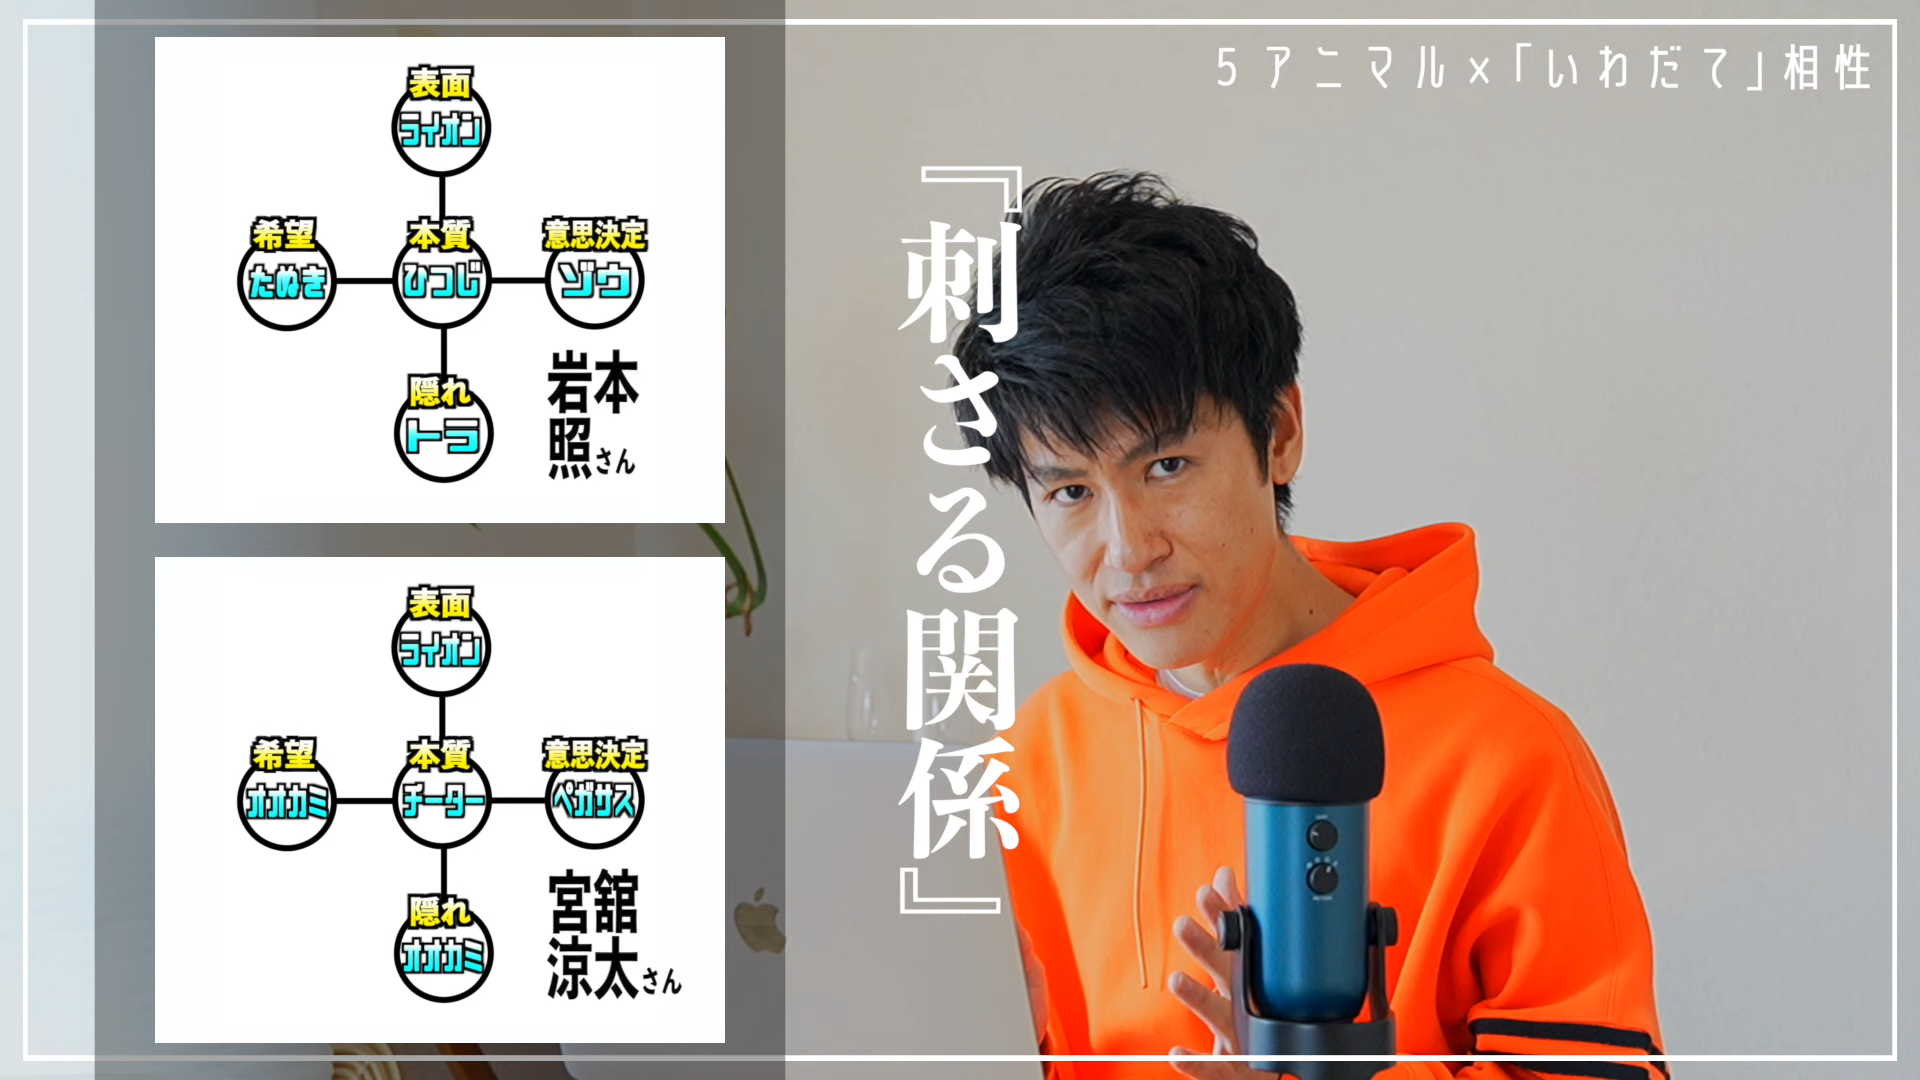 5アニマル×「いわだて」相性
『刺さる関係』
表面
ライオン
希望
たぬき
本質
ひつじ
意思決定
ゾウ
隠れ
トラ
岩本
照さん
表面
ライオン
希望
オオカミ
本質
チーター
意思決定
ペガサス
隠れ
オオカミ
宮舘
涼太さん